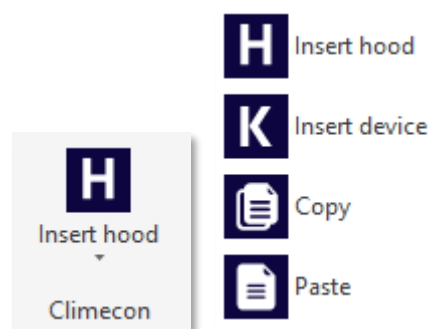 H
Insert hood
Climecon
H Insert hood
K Insert device
Copy
Paste